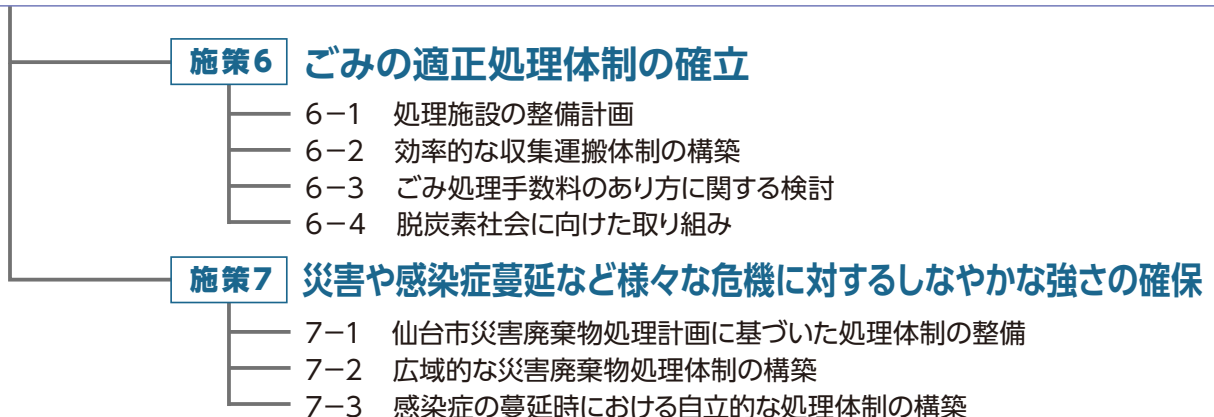 施策6 ごみの適正処理体制の確立
6−1 処理施設の整備計画
6−2 効率的な収集運搬体制の構築
6−3 ごみ処理手数料のあり方に関する検討
6−4 脱炭素社会に向けた取り組み
施策7 災害や感染症蔓延など様々な危機に対するしなやかな強さの確保
7−1 仙台市災害廃棄物処理計画に基づいた処理体制の整備
7−2 広域的な災害廃棄物処理体制の構築
7−3 感染症の蔓延時における自立的な処理体制の構築